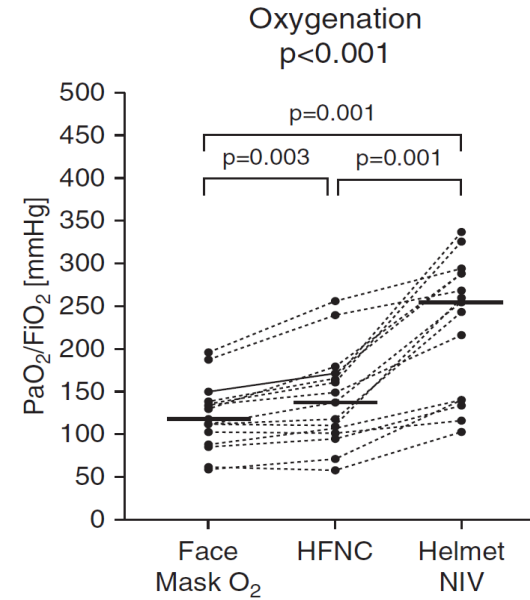 Oxygenation
p<0.001
PaO₂/FiO₂ [mmHg]
500
450
400
350
300
250
200
150
100
50
0
p=0.001
p=0.003
p=0.001
Face
Mask O₂
HFNC
Helmet
NIV